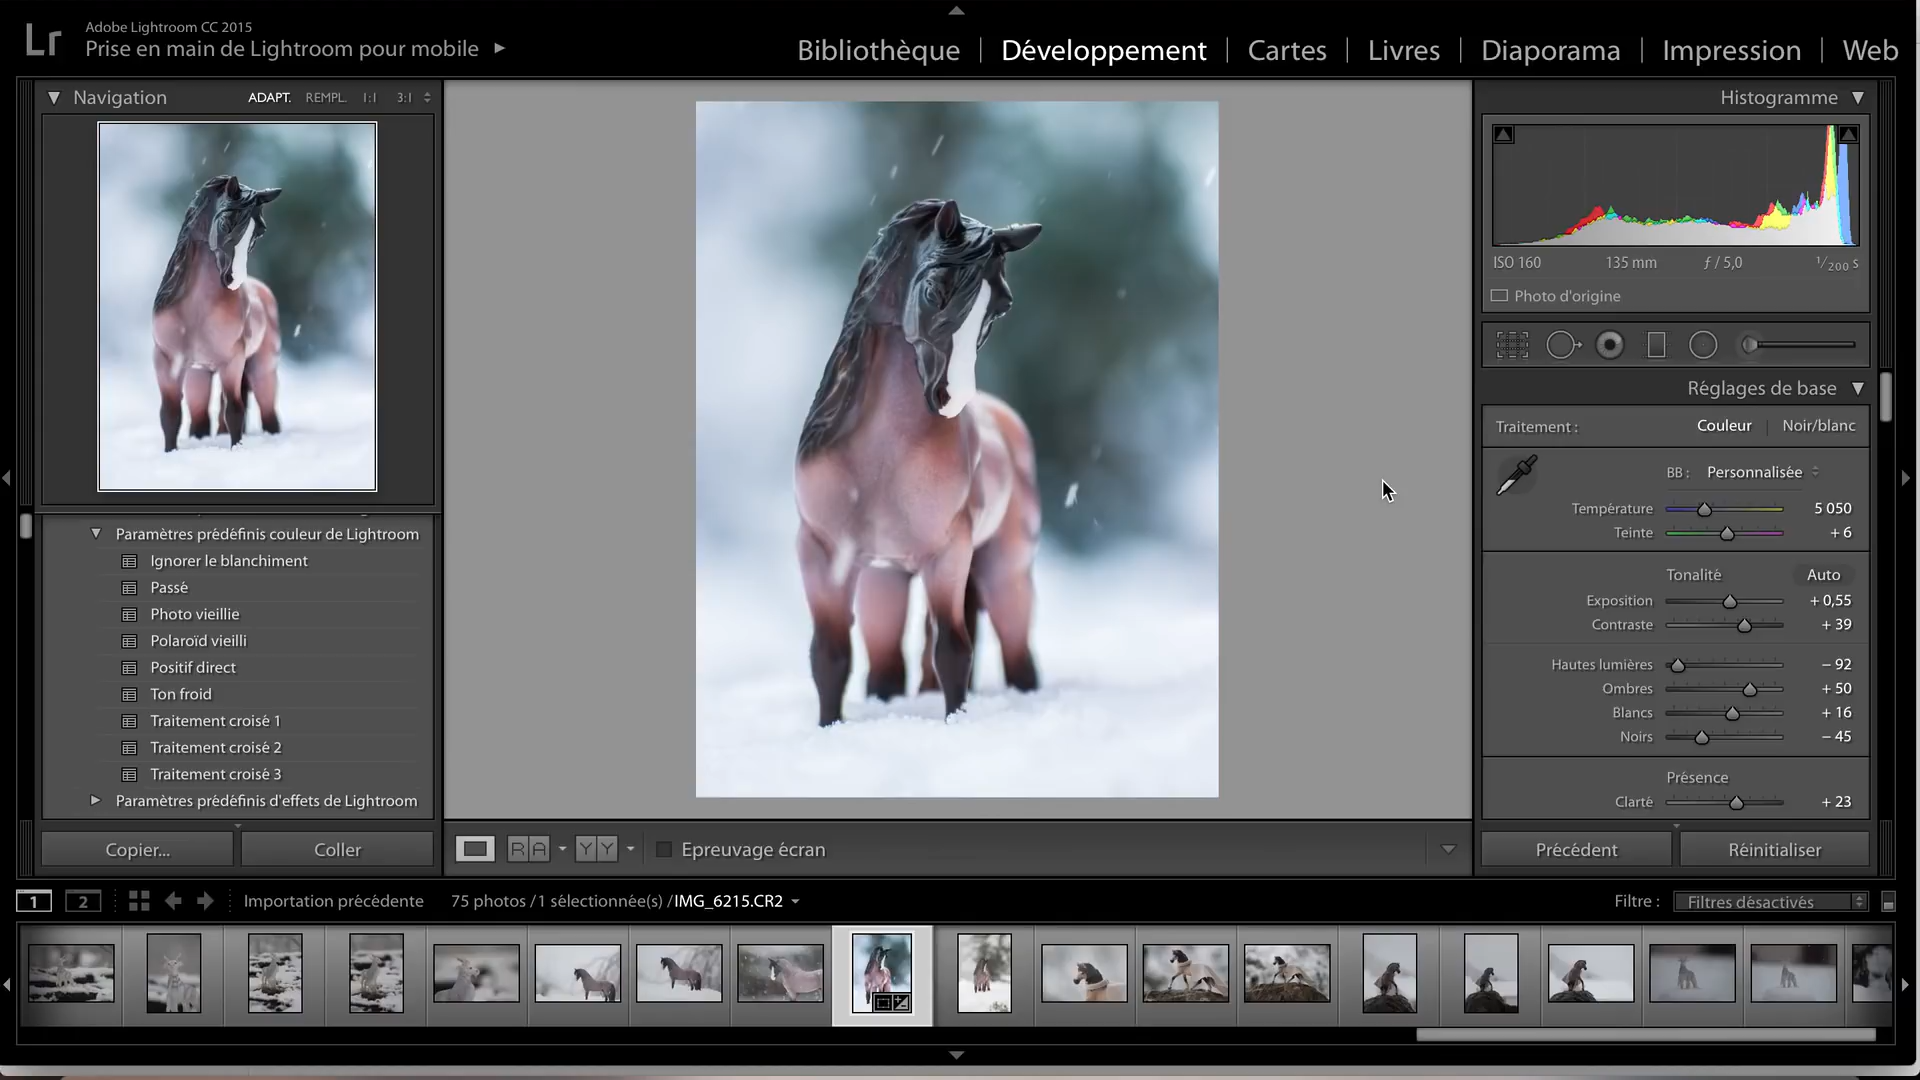 Lr
Adobe Lightroom CC 2015
Prise en main de Lightroom pour mobile
Bibliothèque | Développement | Cartes | Livres | Diaporama | Impression | Web
Navigation ADAPT. REMPL. 1:1 3:1
Histogramme
ISO 160 135 mm ƒ / 5,0 1/200 s
Photo d'origine
Réglages de base
Traitement : Couleur | Noir/blanc
BB : Personnalisée
Température 5 050
Teinte + 6
Tonalité Auto
Exposition + 0,55
Contraste + 39
Hautes lumières – 92
Ombres + 50
Blancs + 16
Noirs – 45
Présence
Clarté + 23
Paramètres prédéfinis couleur de Lightroom
Ignorer le blanchiment
Passé
Photo vieillie
Polaroïd vieilli
Positif direct
Ton froid
Traitement croisé 1
Traitement croisé 2
Traitement croisé 3
Paramètres prédéfinis d'effets de Lightroom
Copier... Coller
R A Y Y Epreuvage écran
Précédent Réinitialiser
1 2 Importation précédente 75 photos / 1 sélectionnée(s) / IMG_6215.CR2
Filtre : Filtres désactivés